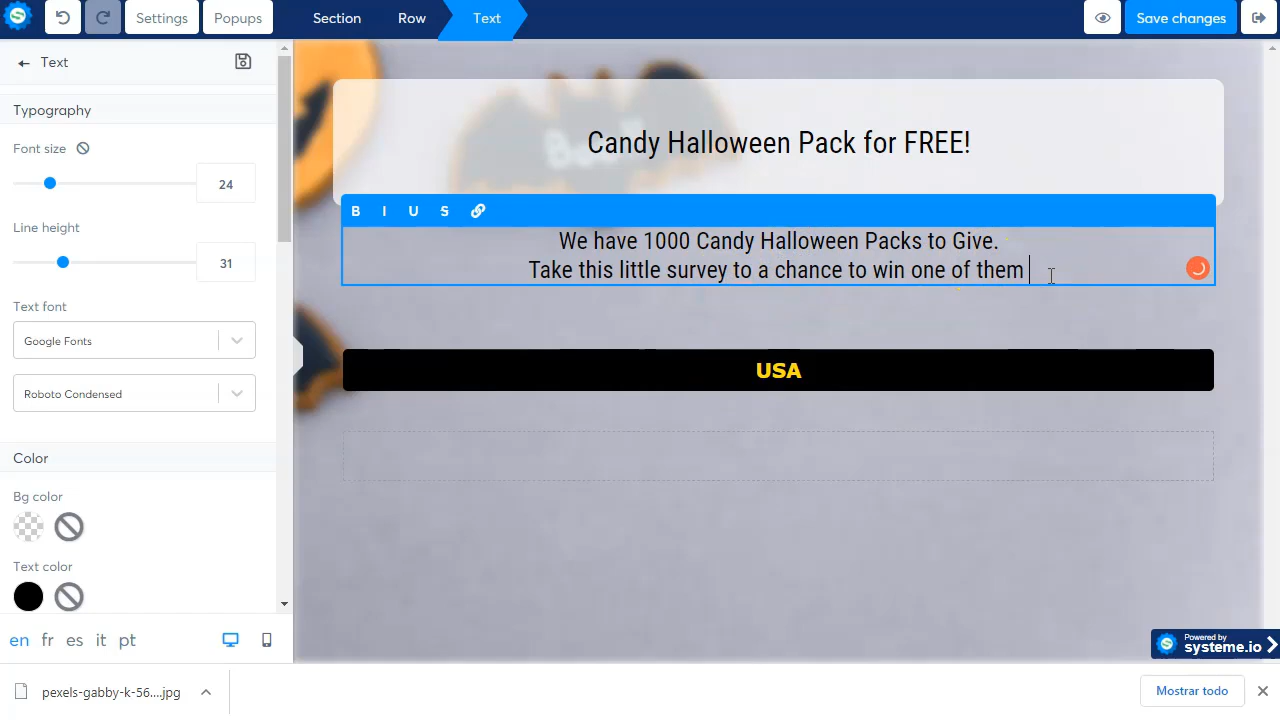 Settings
Popups
Section
Row
Text
Save changes
Text
Typography
Font size
24
Line height
31
Text font
Google Fonts
Roboto Condensed
Color
Bg color
Text color
en fr es it pt
Boo
Candy Halloween Pack for FREE!
B I U S
We have 1000 Candy Halloween Packs to Give.
Take this little survey to a chance to win one of them
USA
Powered by
systeme.io
pexels-gabby-k-56....jpg
Mostrar todo